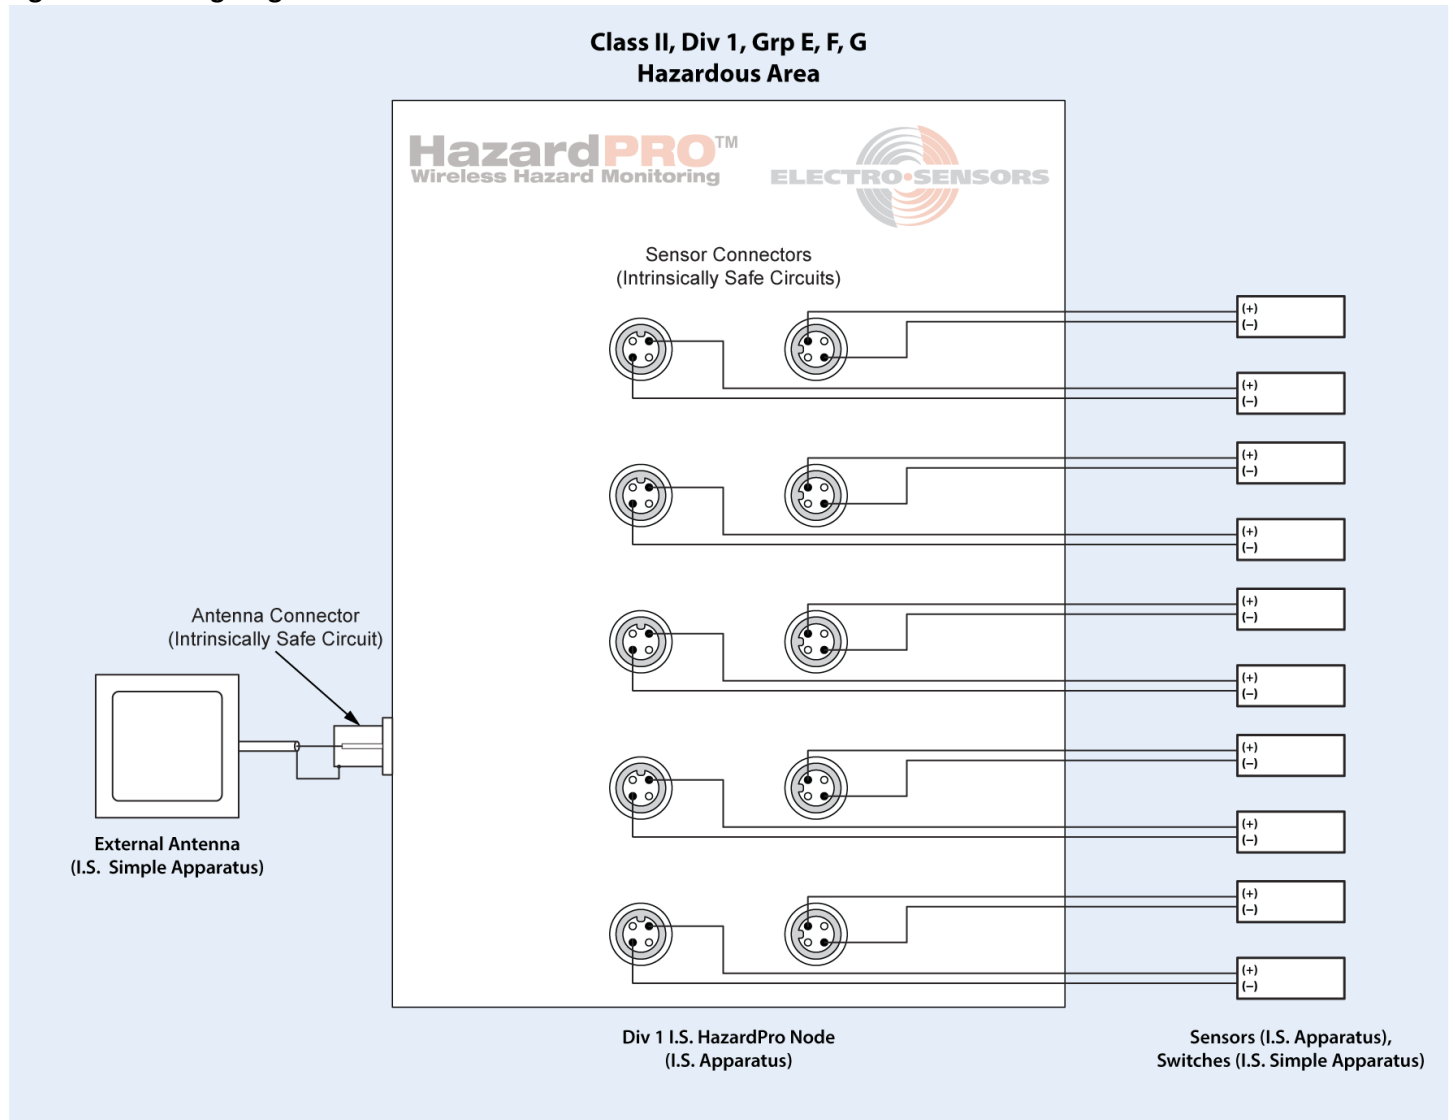 Class II, Div 1, Grp E, F, G
Hazardous Area
HazardPRO™
Wireless Hazard Monitoring
ELECTRO•SENSORS
Sensor Connectors
(Intrinsically Safe Circuits)
(+)
(–)
(+)
(–)
(+)
(–)
(+)
(–)
(+)
(–)
(+)
(–)
(+)
(–)
(+)
(–)
(+)
(–)
(+)
(–)
Antenna Connector
(Intrinsically Safe Circuit)
External Antenna
(I.S. Simple Apparatus)
Div 1 I.S. HazardPro Node
(I.S. Apparatus)
Sensors (I.S. Apparatus),
Switches (I.S. Simple Apparatus)